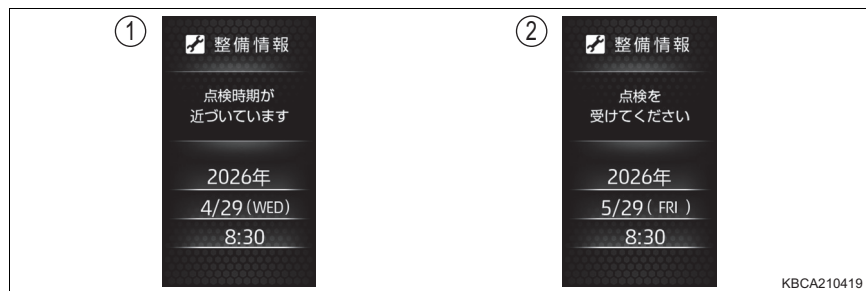 ①
整備情報
点検時期が
近づいています
2026年
4/29(WED)
8:30
②
整備情報
点検を
受けてください
2026年
5/29( FRI )
8:30
KBCA210419